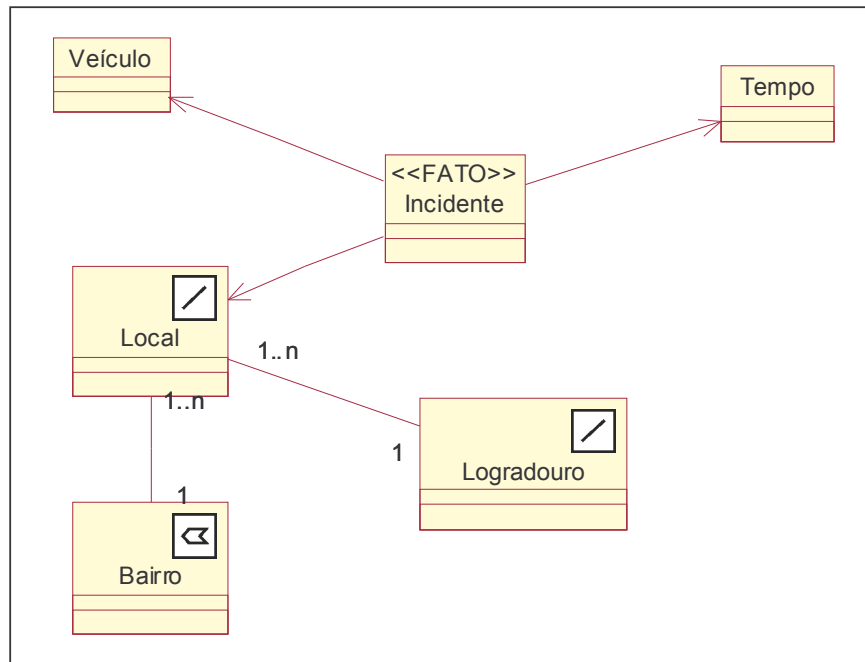 Veículo
Tempo
<<FATO>>
Incidente
Local
1..n
1..n
1
Logradouro
1
Bairro